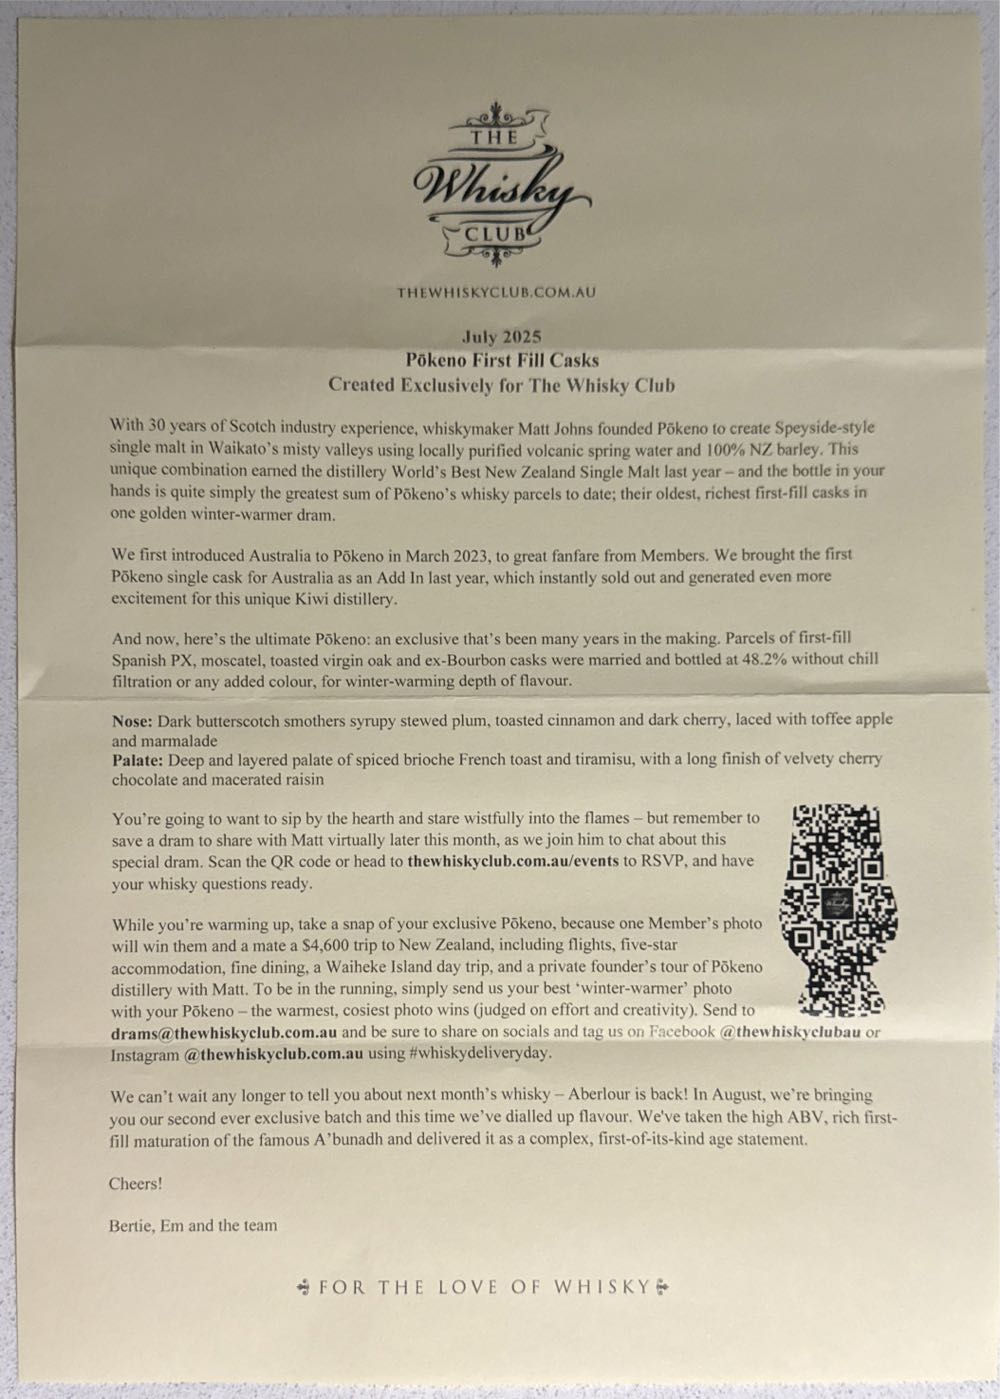 THE
Whisky
CLUB
THEWHISKYCLUB.COM.AU
July 2025
Pōkeno First Fill Casks
Created Exclusively for The Whisky Club
With 30 years of Scotch industry experience, whiskymaker Matt Johns founded Pōkeno to create Speyside-style
single malt in Waikato's misty valleys using locally purified volcanic spring water and 100% NZ barley. This
unique combination earned the distillery World's Best New Zealand Single Malt last year – and the bottle in your
hands is quite simply the greatest sum of Pōkeno's whisky parcels to date; their oldest, richest first-fill casks in
one golden winter-warmer dram.
We first introduced Australia to Pōkeno in March 2023, to great fanfare from Members. We brought the first
Pōkeno single cask for Australia as an Add In last year, which instantly sold out and generated even more
excitement for this unique Kiwi distillery.
And now, here's the ultimate Pōkeno: an exclusive that's been many years in the making. Parcels of first-fill
Spanish PX, moscatel, toasted virgin oak and ex-Bourbon casks were married and bottled at 48.2% without chill
filtration or any added colour, for winter-warming depth of flavour.
Nose: Dark butterscotch smothers syrupy stewed plum, toasted cinnamon and dark cherry, laced with toffee apple
and marmalade
Palate: Deep and layered palate of spiced brioche French toast and tiramisu, with a long finish of velvety cherry
chocolate and macerated raisin
You're going to want to sip by the hearth and stare wistfully into the flames – but remember to
save a dram to share with Matt virtually later this month, as we join him to chat about this
special dram. Scan the QR code or head to thewhiskyclub.com.au/events to RSVP, and have
your whisky questions ready.
While you're warming up, take a snap of your exclusive Pōkeno, because one Member's photo
will win them and a mate a $4,600 trip to New Zealand, including flights, five-star
accommodation, fine dining, a Waiheke Island day trip, and a private founder's tour of Pōkeno
distillery with Matt. To be in the running, simply send us your best 'winter-warmer' photo
with your Pōkeno – the warmest, cosiest photo wins (judged on effort and creativity). Send to
drams@thewhiskyclub.com.au and be sure to share on socials and tag us on Facebook @thewhiskyclubau or
Instagram @thewhiskyclub.com.au using #whiskydeliveryday.
We can't wait any longer to tell you about next month's whisky – Aberlour is back! In August, we're bringing
you our second ever exclusive batch and this time we've dialled up flavour. We've taken the high ABV, rich first-
fill maturation of the famous A'bunadh and delivered it as a complex, first-of-its-kind age statement.
Cheers!
Bertie, Em and the team
FOR THE LOVE OF WHISKY